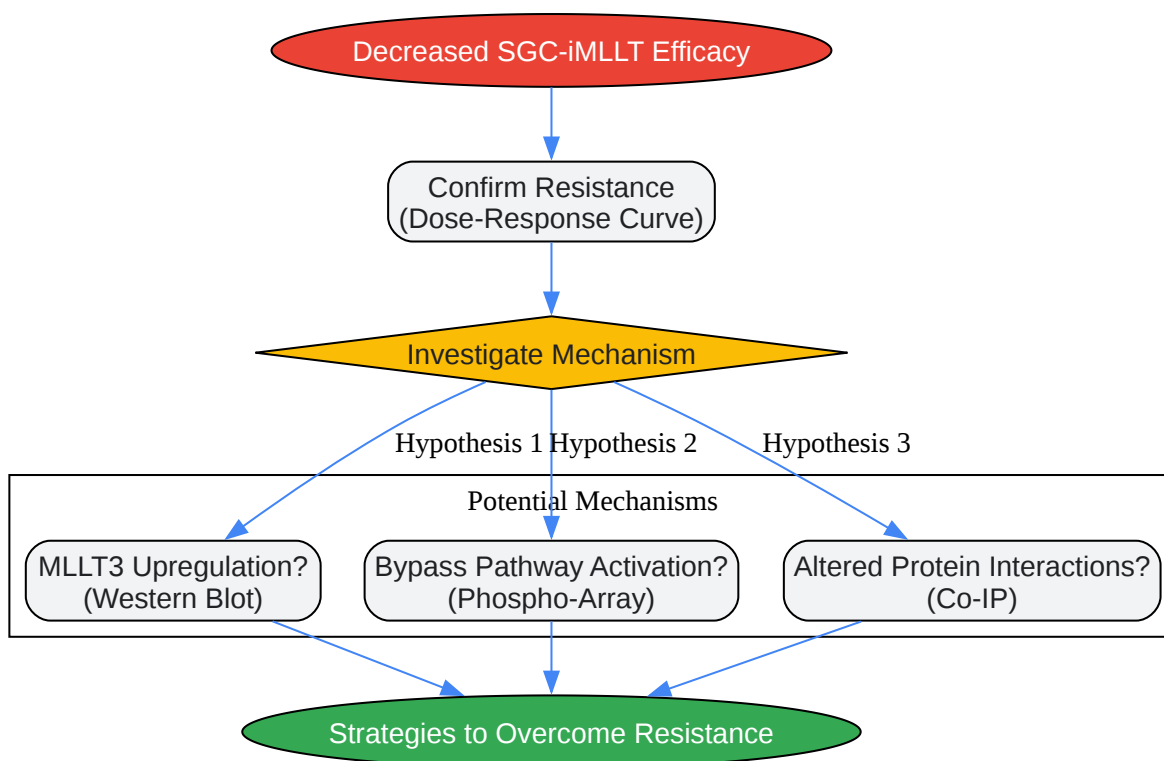 Decreased SGC-iMLLT Efficacy
Confirm Resistance
(Dose-Response Curve)
Investigate Mechanism
Hypothesis 1
Hypothesis 2
Hypothesis 3
Potential Mechanisms
MLLT3 Upregulation?
(Western Blot)
Bypass Pathway Activation?
(Phospho-Array)
Altered Protein Interactions?
(Co-IP)
Strategies to Overcome Resistance